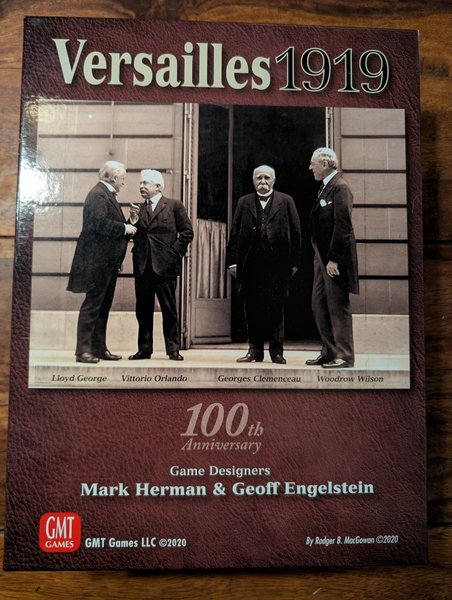 Versailles 1919
Lloyd George Vittorio Orlando Georges Clemenceau Woodrow Wilson
100th
Anniversary
Game Designers
Mark Herman & Geoff Engelstein
GMT
GAMES
GMT Games LLC ©2020
By Rodger B. MacGowan ©2020